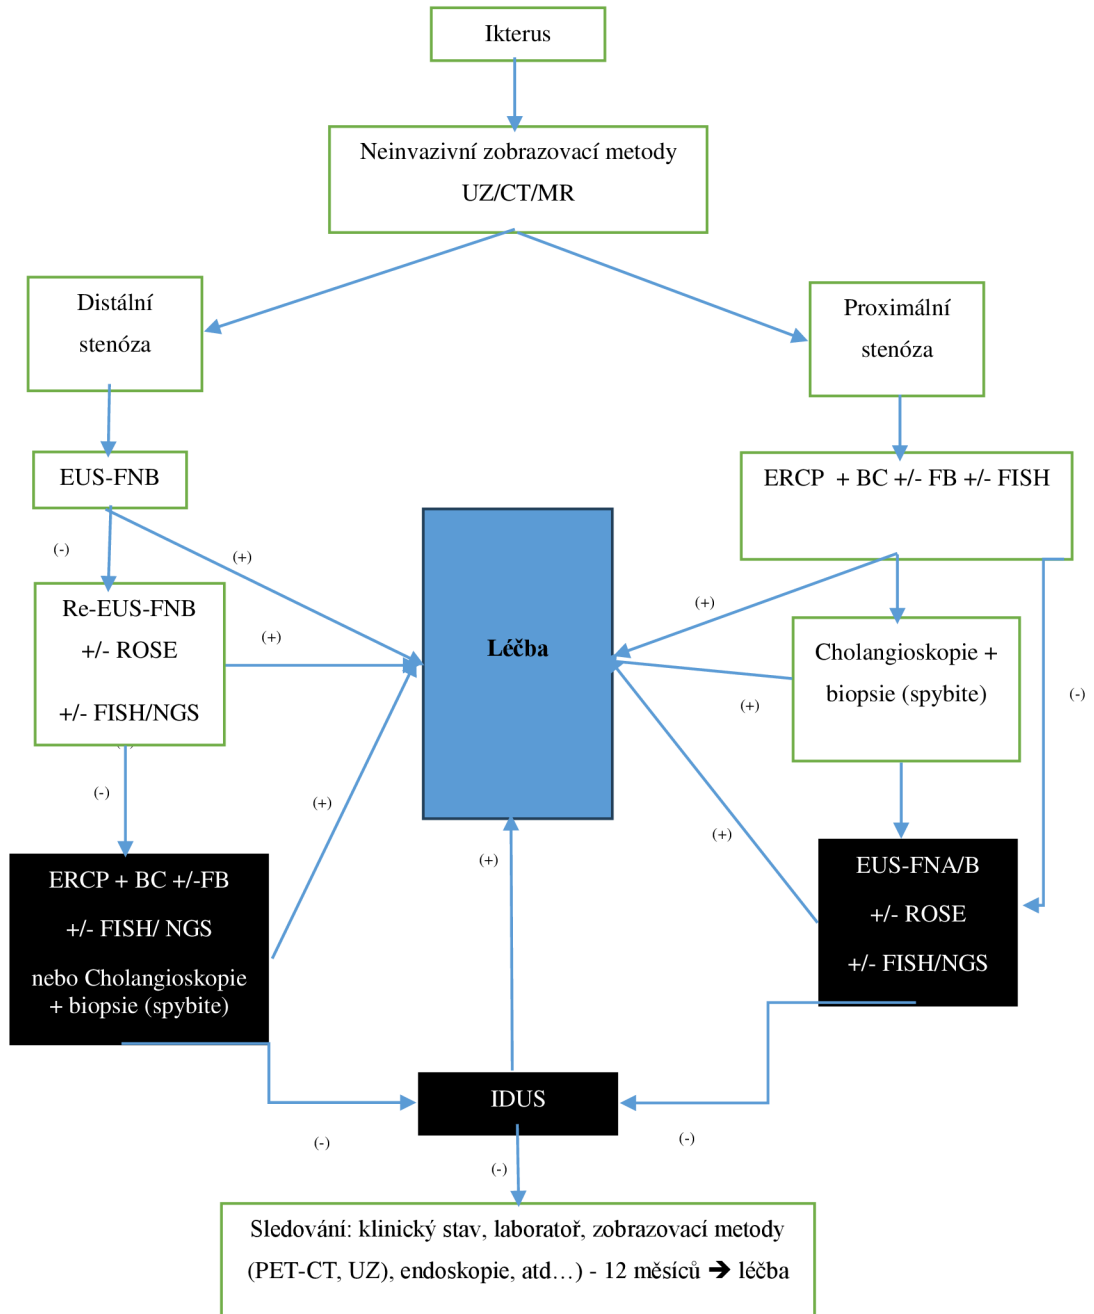 Ikterus
Neinvazivní zobrazovací metody
UZ/CT/MR
Distální
stenóza
Proximální
stenóza
EUS-FNB
ERCP + BC +/- FB +/- FISH
(-)
(+)
(+)
Re-EUS-FNB
+/- ROSE
+/- FISH/NGS
(+)
Léčba
Cholangioskopie +
biopsie (spybite)
(+)
(-)
(-)
(+)
(+)
(+)
ERCP + BC +/-FB
+/- FISH/ NGS
nebo Cholangioskopie
+ biopsie (spybite)
EUS-FNA/B
+/- ROSE
+/- FISH/NGS
IDUS
(-)
(-)
(-)
Sledování: klinický stav, laboratoř, zobrazovací metody
(PET-CT, UZ), endoskopie, atd…) - 12 měsíců ➔ léčba